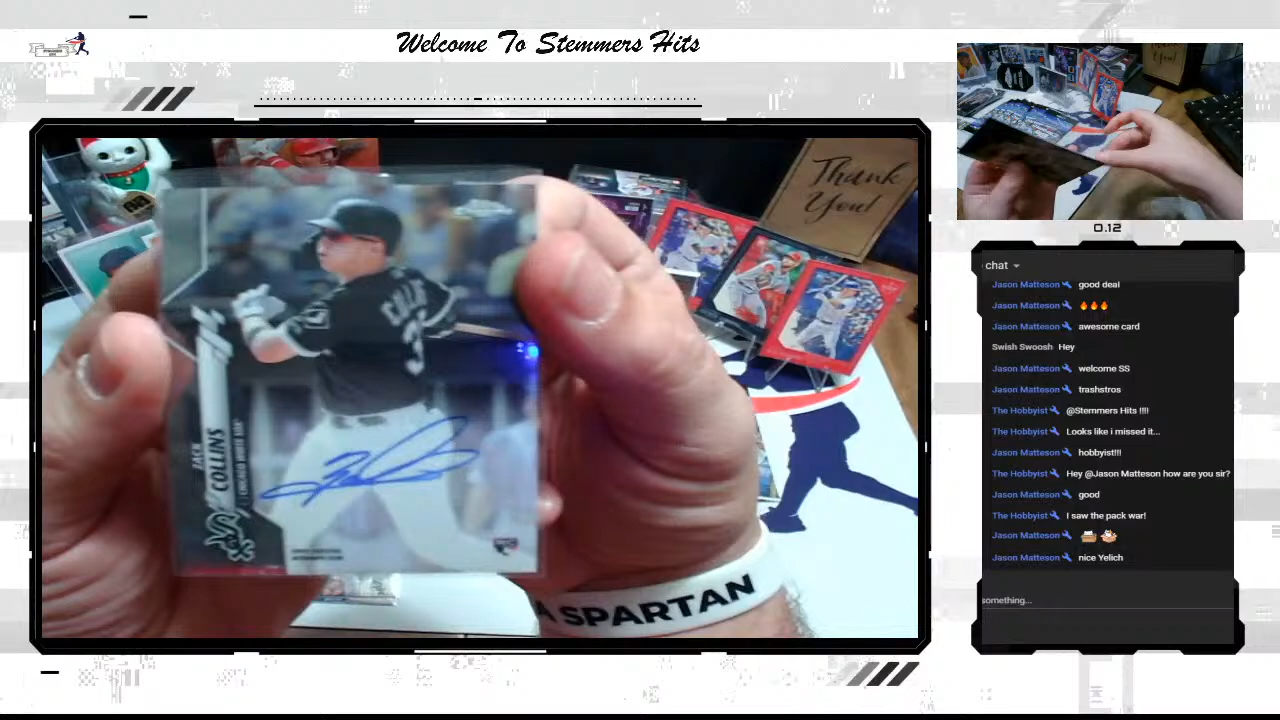 Welcome To Stemmers Hits
Thank
You!
ZACK
COLLINS
CHICAGO WHITE SOX
RC
A SPARTAN
0.12
chat
Jason Matteson good deal
Jason Matteson 🔥🔥🔥
Jason Matteson awesome card
Swish Swoosh Hey
Jason Matteson welcome SS
Jason Matteson trashstros
The Hobbyist @Stemmers Hits !!!!
The Hobbyist Looks like i missed it...
Jason Matteson hobbyist!!!
The Hobbyist Hey @Jason Matteson how are you sir?
Jason Matteson good
The Hobbyist I saw the pack war!
Jason Matteson
Jason Matteson nice Yelich
something...